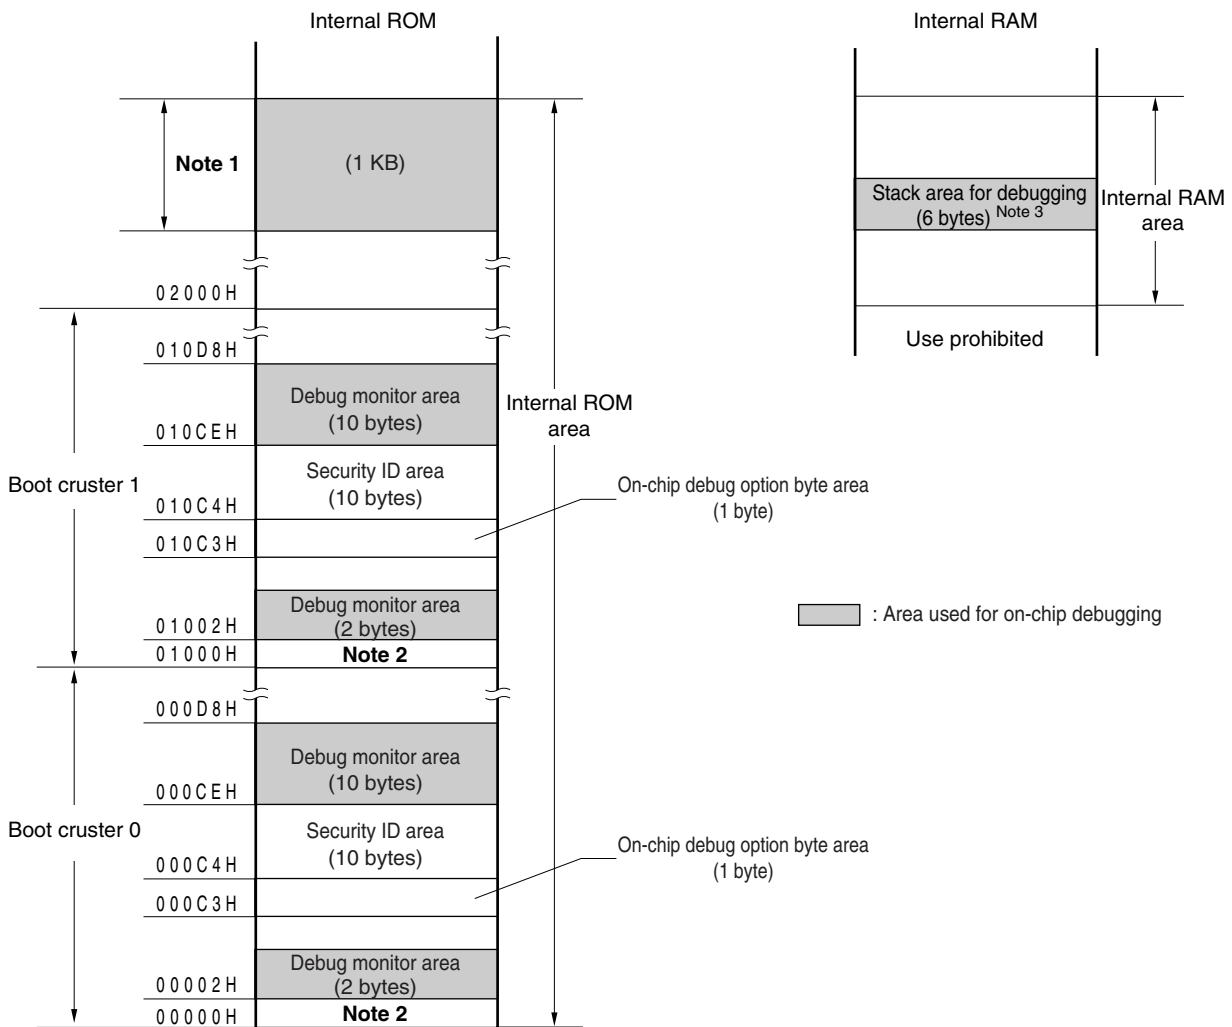 Internal ROM
Internal RAM
Note 1
(1 KB)
Stack area for debugging
(6 bytes) Note 3
Internal RAM
area
02000H
Use prohibited
010D8H
Debug monitor area
(10 bytes)
Internal ROM
area
010CEH
Boot cruster 1
Security ID area
(10 bytes)
On-chip debug option byte area
(1 byte)
010C4H
010C3H
Debug monitor area
(2 bytes)
: Area used for on-chip debugging
01002H
01000H
Note 2
000D8H
Debug monitor area
(10 bytes)
000CEH
Boot cruster 0
Security ID area
(10 bytes)
On-chip debug option byte area
(1 byte)
000C4H
000C3H
Debug monitor area
(2 bytes)
00002H
00000H
Note 2